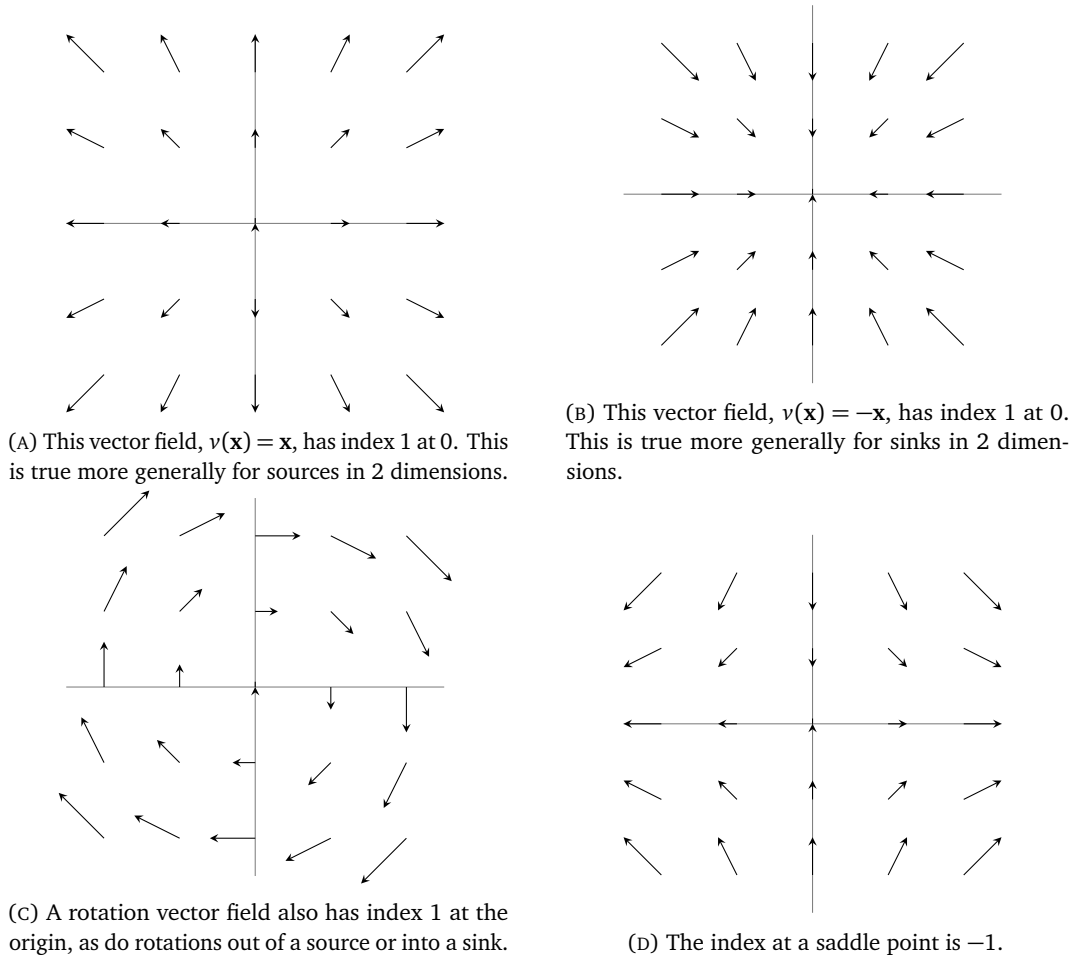 (A) This vector field, v(x) = x, has index 1 at 0. This
is true more generally for sources in 2 dimensions.
(B) This vector field, v(x) = −x, has index 1 at 0.
This is true more generally for sinks in 2 dimen-
sions.
(C) A rotation vector field also has index 1 at the
origin, as do rotations out of a source or into a sink.
(D) The index at a saddle point is −1.